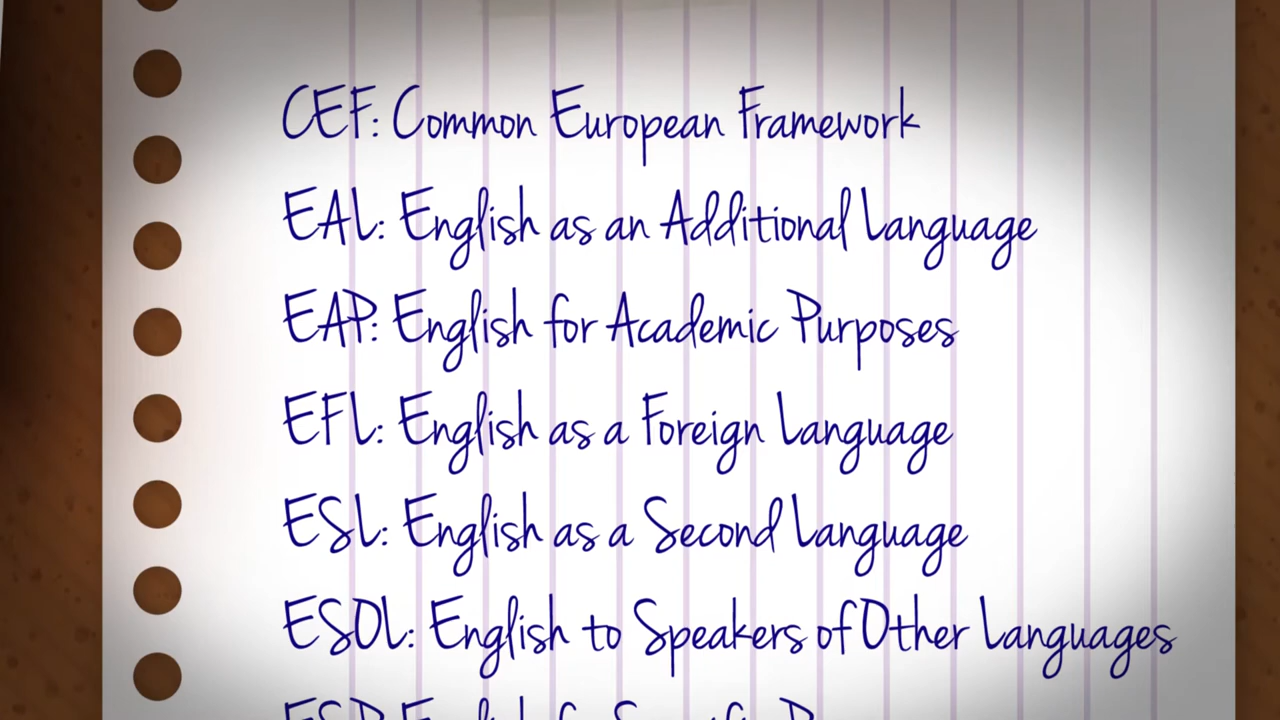 CEF: Common European Framework
EAL: English as an Additional Language
EAP: English for Academic Purposes
EFL: English as a Foreign Language
ESL: English as a Second Language
ESOL: English to Speakers of Other Languages